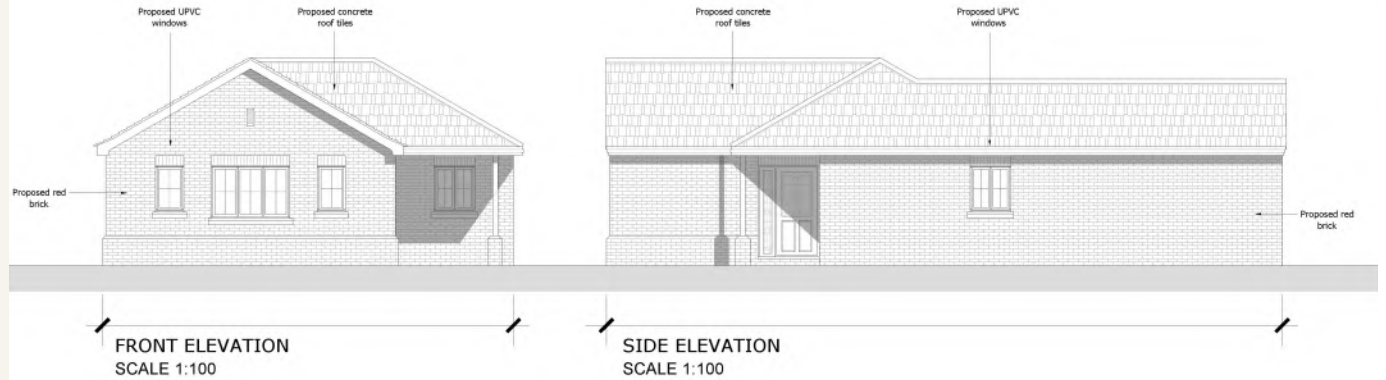 Proposed UPVC
windows
Proposed concrete
roof tiles
Proposed red
brick
FRONT ELEVATION
SCALE 1:100
Proposed concrete
roof tiles
Proposed UPVC
windows
Proposed red
brick
SIDE ELEVATION
SCALE 1:100